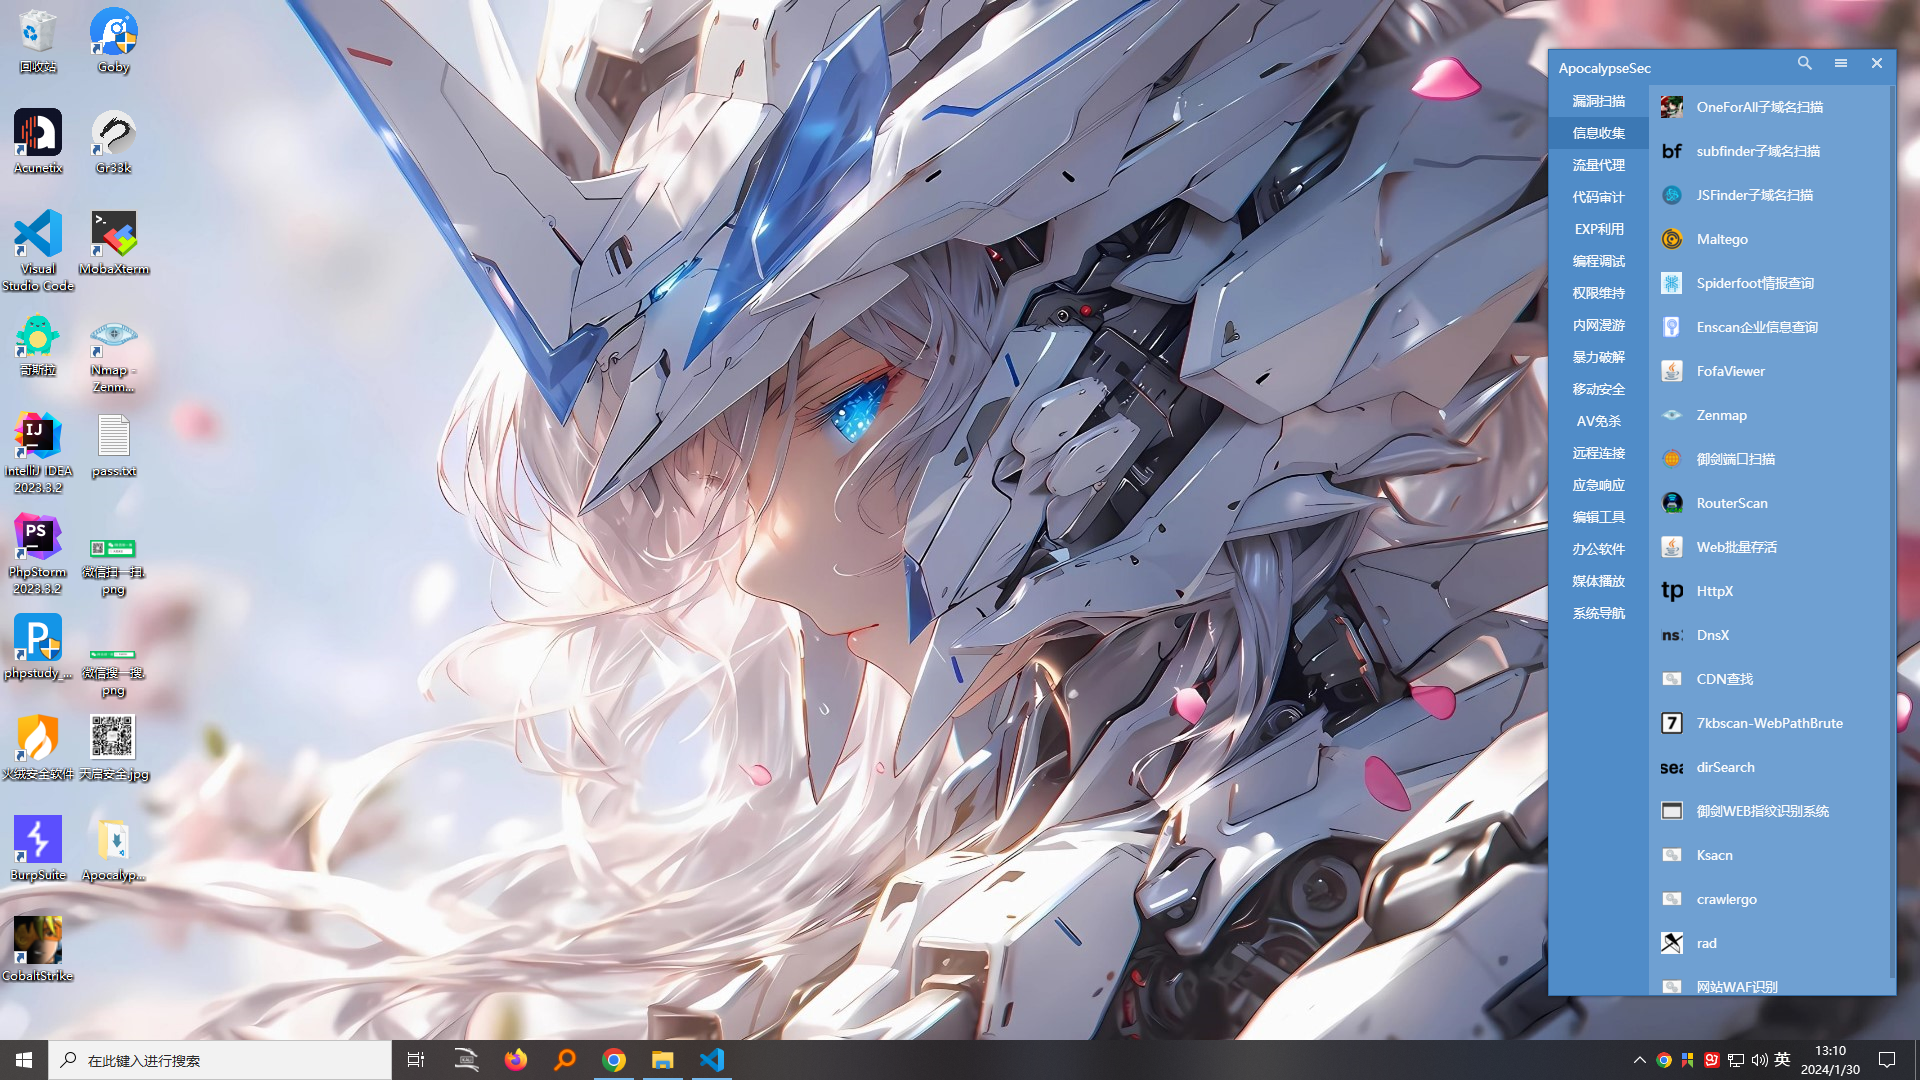 回收站
Goby
Acunetix
Gr33k
Visual
Studio Code
MobaXterm
哥斯拉
Nmap -
Zenm...
IJ
IntelliJ IDEA
2023.3.2
pass.txt
PS
PhpStorm
2023.3.2
微信扫一扫.
png
phpstudy_...
微信搜一搜.
png
火绒安全软件
天启安全.jpg
BurpSuite
Apocalyp...
CobaltStrike
ApocalypseSec
漏洞扫描
信息收集
流量代理
代码审计
EXP利用
编程调试
权限维持
内网漫游
暴力破解
移动安全
AV免杀
远程连接
应急响应
编辑工具
办公软件
媒体播放
系统导航
OneForAll子域名扫描
bf
subfinder子域名扫描
JSFinder子域名扫描
Maltego
Spiderfoot情报查询
Enscan企业信息查询
FofaViewer
Zenmap
御剑端口扫描
RouterScan
Web批量存活
tp
HttpX
DnsX
CDN查找
7
7kbscan-WebPathBrute
sea
dirSearch
御剑WEB指纹识别系统
Ksacn
crawlergo
rad
网站WAF识别
在此键入进行搜索
英
13:10
2024/1/30